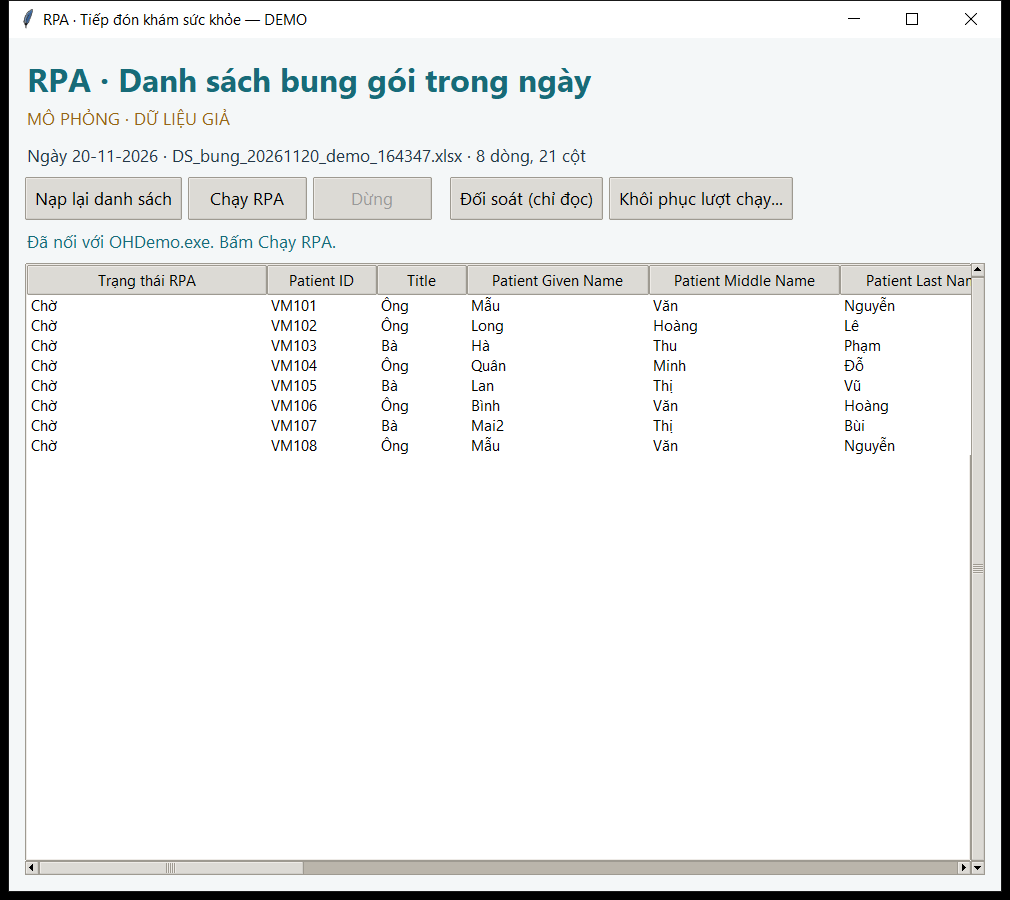 RPA · Tiếp đón khám sức khỏe — DEMO
RPA · Danh sách bung gói trong ngày
MÔ PHỎNG · DỮ LIỆU GIẢ
Ngày 20-11-2026 · DS_bung_20261120_demo_164347.xlsx · 8 dòng, 21 cột
Nạp lại danh sách Chạy RPA Dừng Đối soát (chỉ đọc) Khôi phục lượt chạy...
Đã nối với OHDemo.exe. Bấm Chạy RPA.
Trạng thái RPA Patient ID Title Patient Given Name Patient Middle Name Patient Last Nam
Chờ VM101 Ông Mẫu Văn Nguyễn
Chờ VM102 Ông Long Hoàng Lê
Chờ VM103 Bà Hà Thu Phạm
Chờ VM104 Ông Quân Minh Đỗ
Chờ VM105 Bà Lan Thị Vũ
Chờ VM106 Ông Bình Văn Hoàng
Chờ VM107 Bà Mai2 Thị Bùi
Chờ VM108 Ông Mẫu Văn Nguyễn